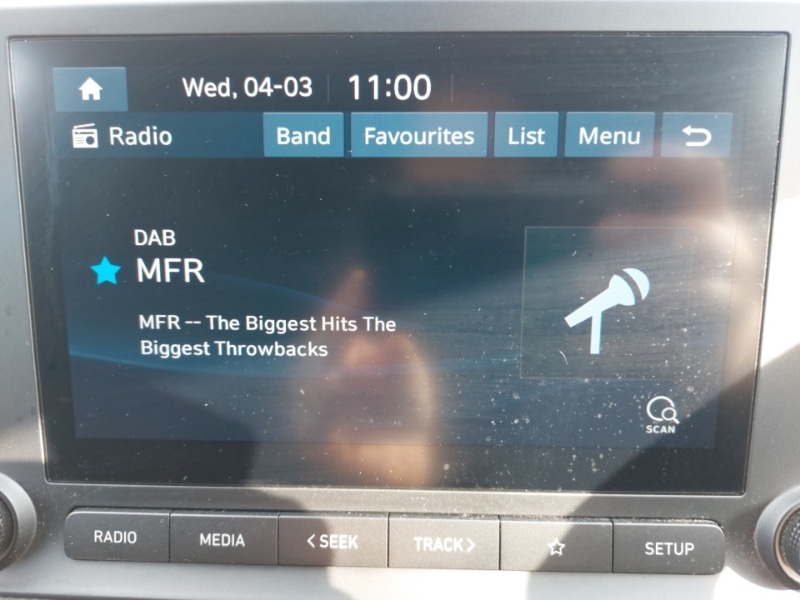 Wed, 04-03 11:00
Radio Band Favourites List Menu
DAB
MFR
MFR -- The Biggest Hits The
Biggest Throwbacks
SCAN
RADIO MEDIA < SEEK TRACK > SETUP